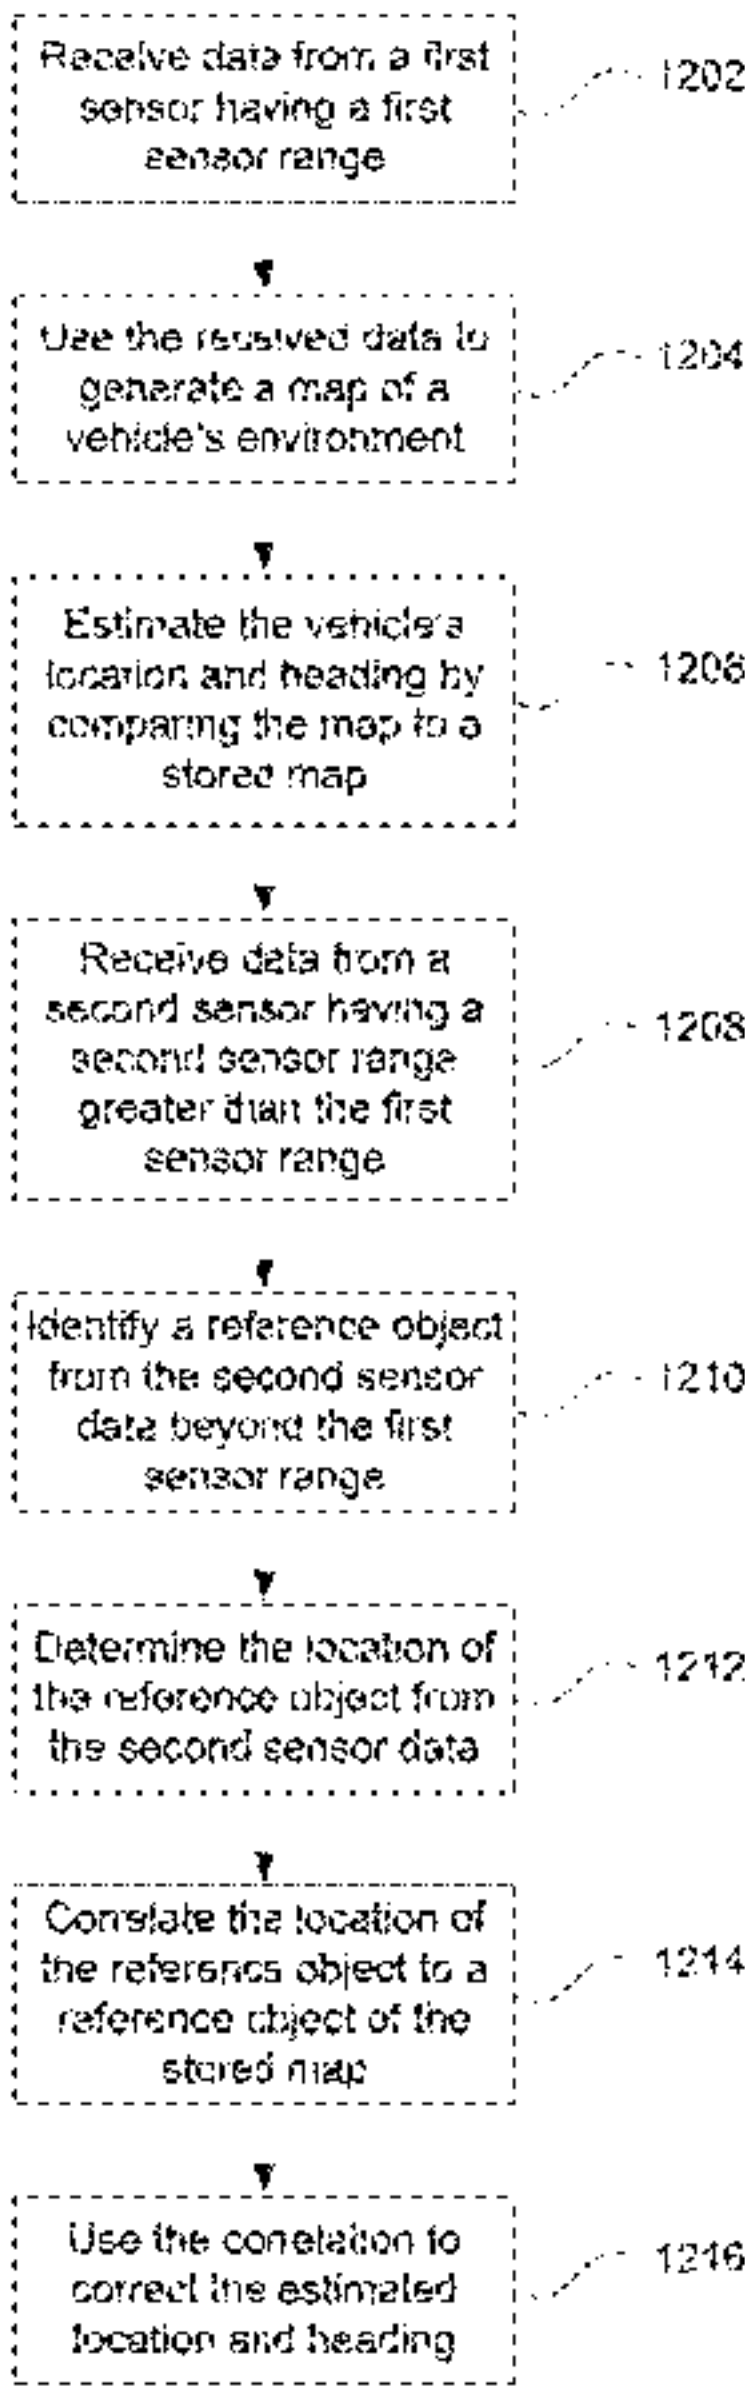 Receive data from a first
sensor having a first
sensor range
1202
Use the received data to
generate a map of a
vehicle's environment
1204
Estimate the vehicle's
location and heading by
comparing the map to a
stored map
1206
Receive data from a
second sensor having a
second sensor range
greater than the first
sensor range
1208
Identify a reference object
from the second sensor
data beyond the first
sensor range
1210
Determine the location of
the reference object from
the second sensor data
1212
Correlate the location of
the reference object to a
reference object of the
stored map
1214
Use the correlation to
correct the estimated
location and heading
1216